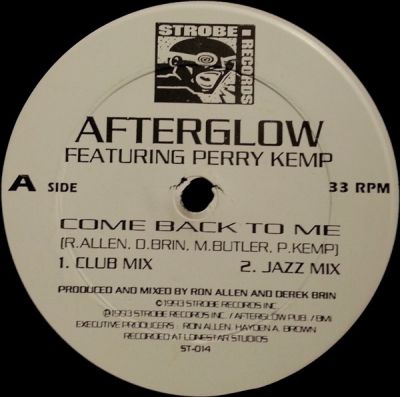 STROBE
RECORDS
AFTERGLOW
FEATURING PERRY KEMP
A SIDE
33 RPM
COME BACK TO ME
(R.ALLEN, D.BRIN, M.BUTLER, P.KEMP)
1. CLUB MIX 2. JAZZ MIX
PRODUCED AND MIXED BY RON ALLEN AND DEREK BRIN
©1993 STROBE RECORDS INC.
℗1993 STROBE RECORDS INC. / AFTERGLOW PUB. / BMI
EXECUTIVE PRODUCERS: RON ALLEN, HAYDEN A. BROWN
RECORDED AT LONESTAR STUDIOS
ST-014